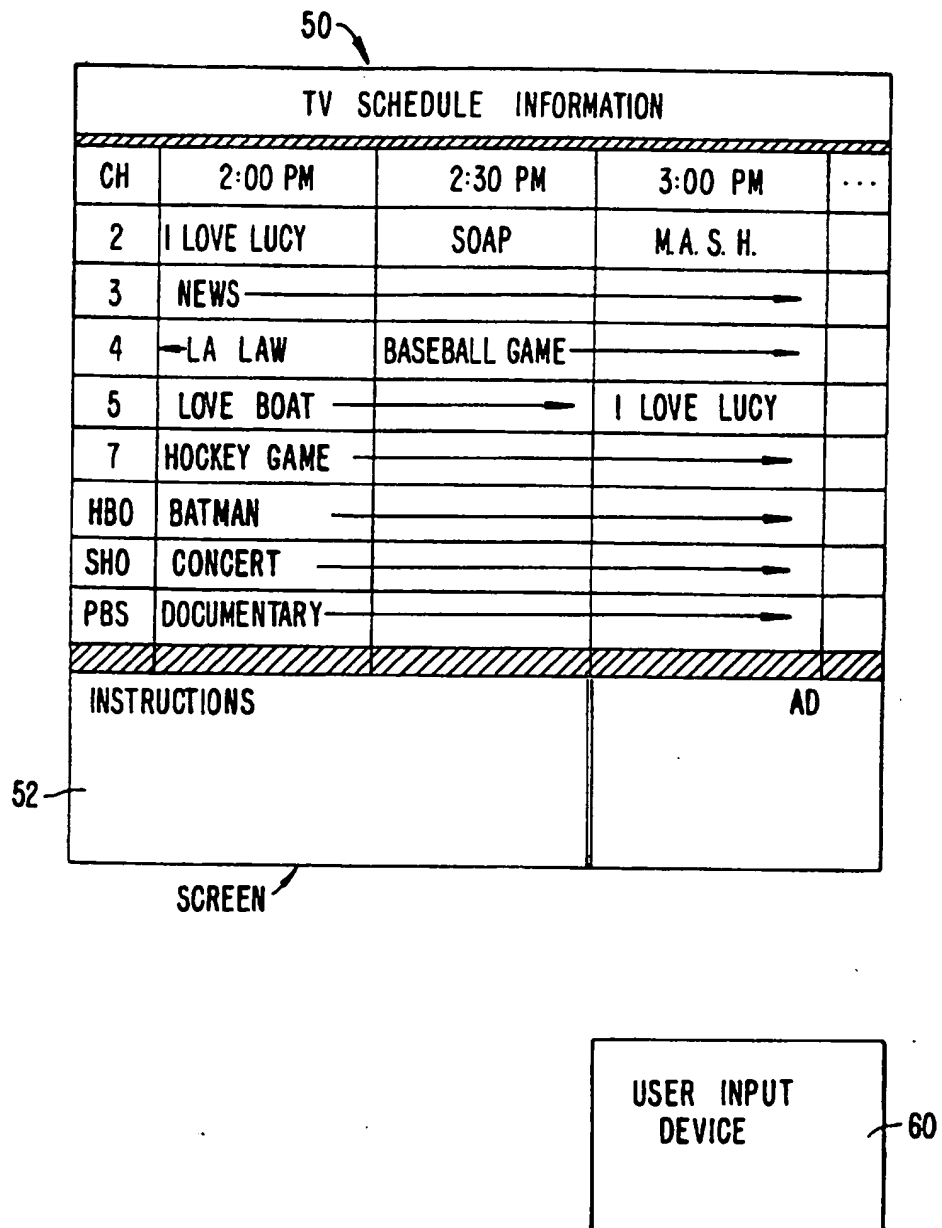 50
TV SCHEDULE INFORMATION
CH 2:00 PM 2:30 PM 3:00 PM ...
2 I LOVE LUCY SOAP M.A.S.H.
3 NEWS
4 LA LAW BASEBALL GAME
5 LOVE BOAT I LOVE LUCY
7 HOCKEY GAME
HBO BATMAN
SHO CONCERT
PBS DOCUMENTARY
INSTRUCTIONS AD
52
SCREEN
USER INPUT
DEVICE
60